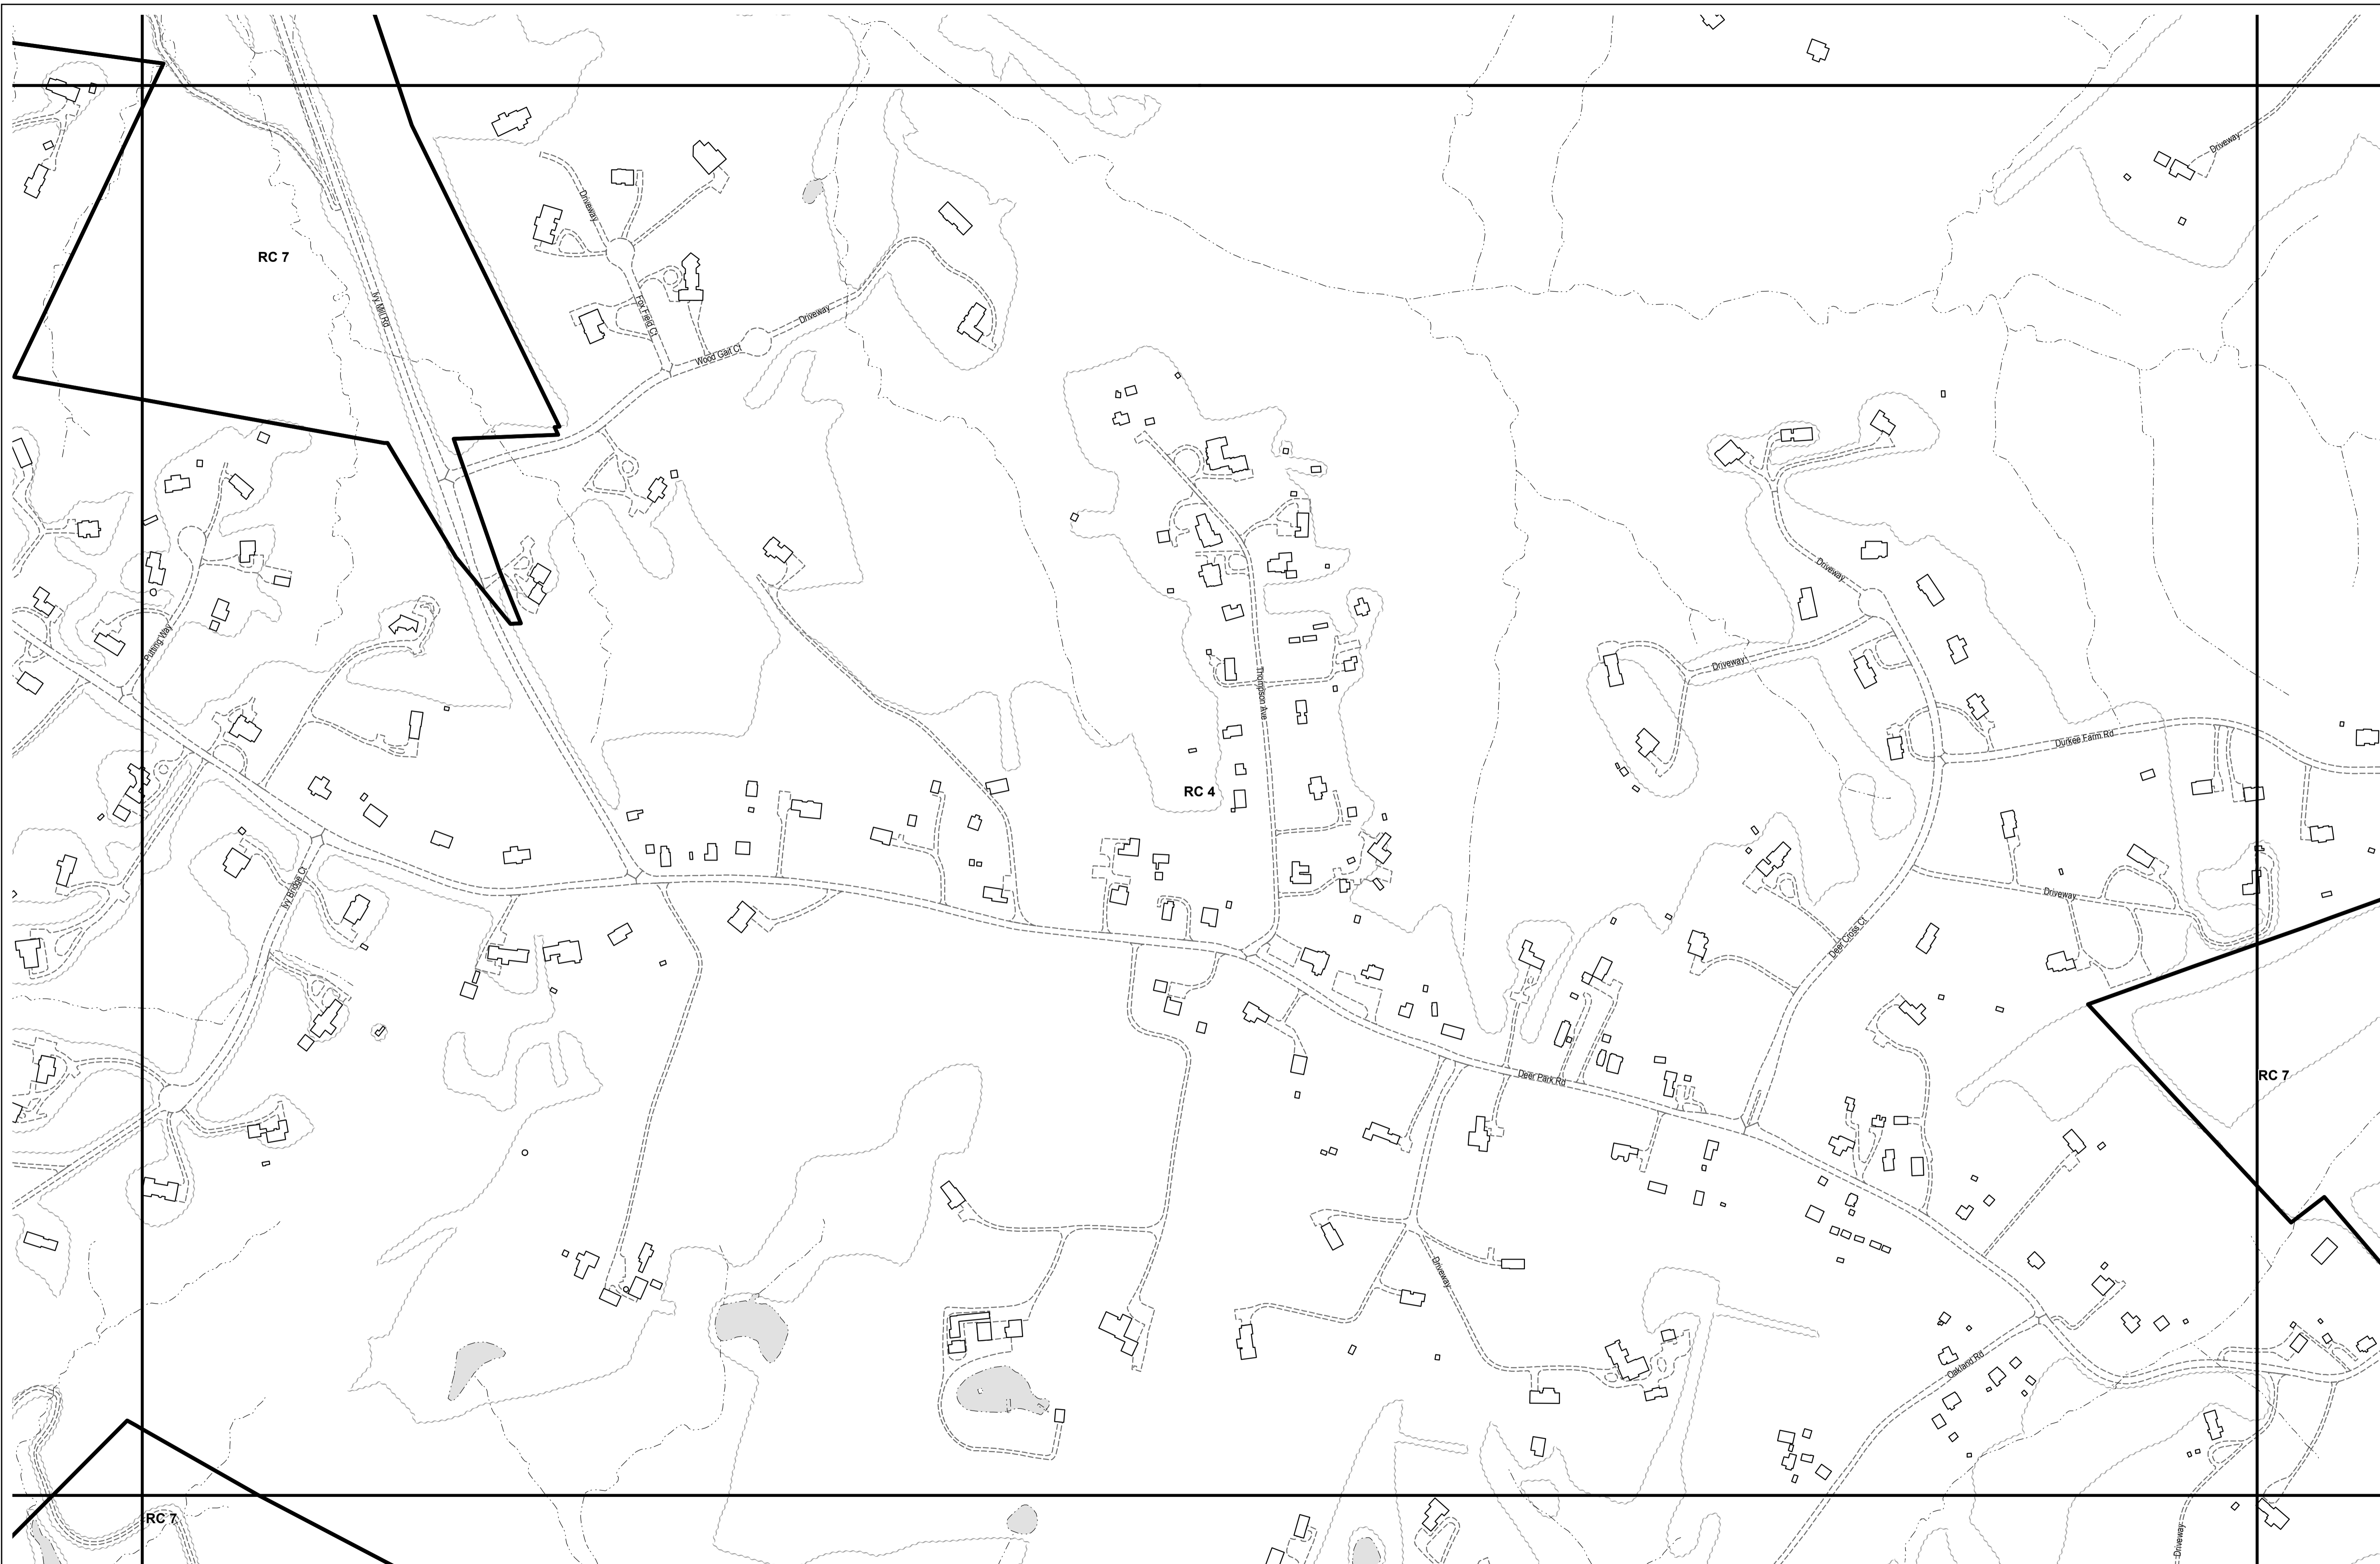 Driveway
Driveway
RC 7
Ivy Mill Rd
Fox Field Ct
Driveway
Wood Gait Ct
Driveway
Putting Way
Driveway
Thompson Ave
Durkee Farm Rd
RC 4
Ivy Bridge Ct
Driveway
Deer Cross Ct
Deer Park Rd
RC 7
Driveway
Oakland Rd
RC 7
Driveway